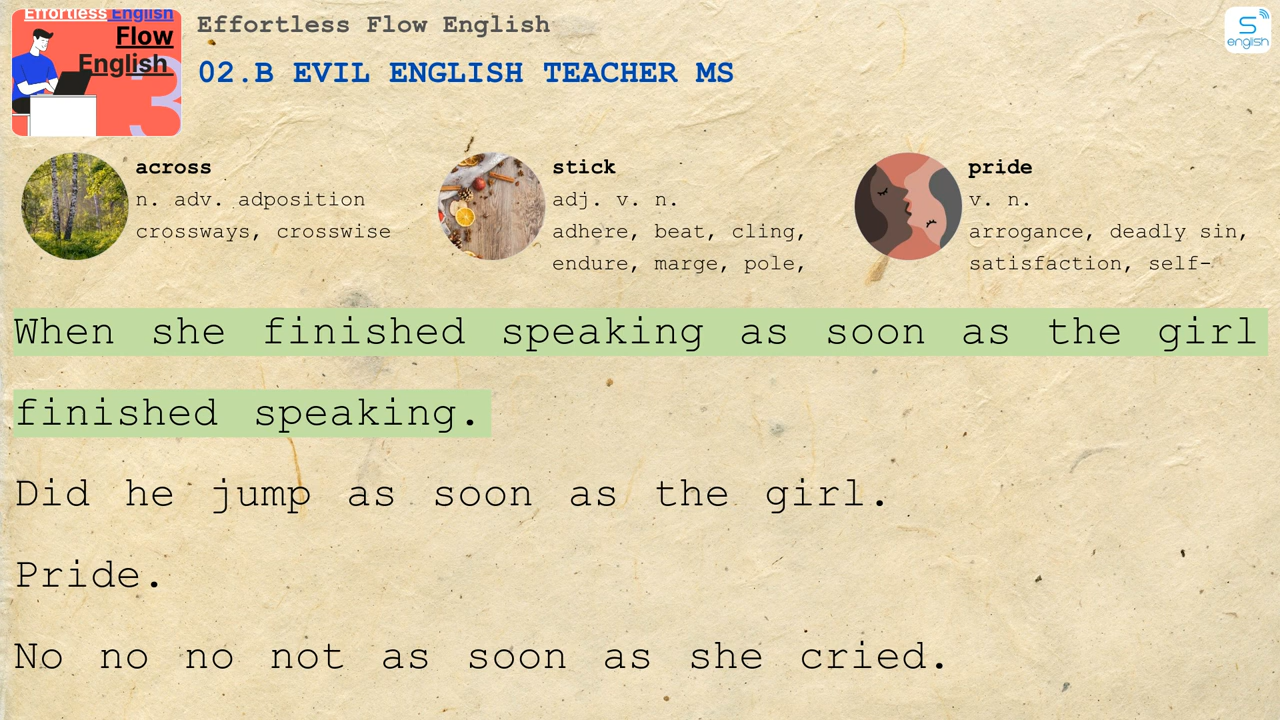 Effortless English
Flow
English
3
Effortless Flow English
02.B EVIL ENGLISH TEACHER MS
S
english
across
n. adv. adposition
crossways, crosswise
stick
adj. v. n.
adhere, beat, cling,
endure, marge, pole,
pride
v. n.
arrogance, deadly sin,
satisfaction, self-
When she finished speaking as soon as the girl
finished speaking.
Did he jump as soon as the girl.
Pride.
No no no not as soon as she cried.